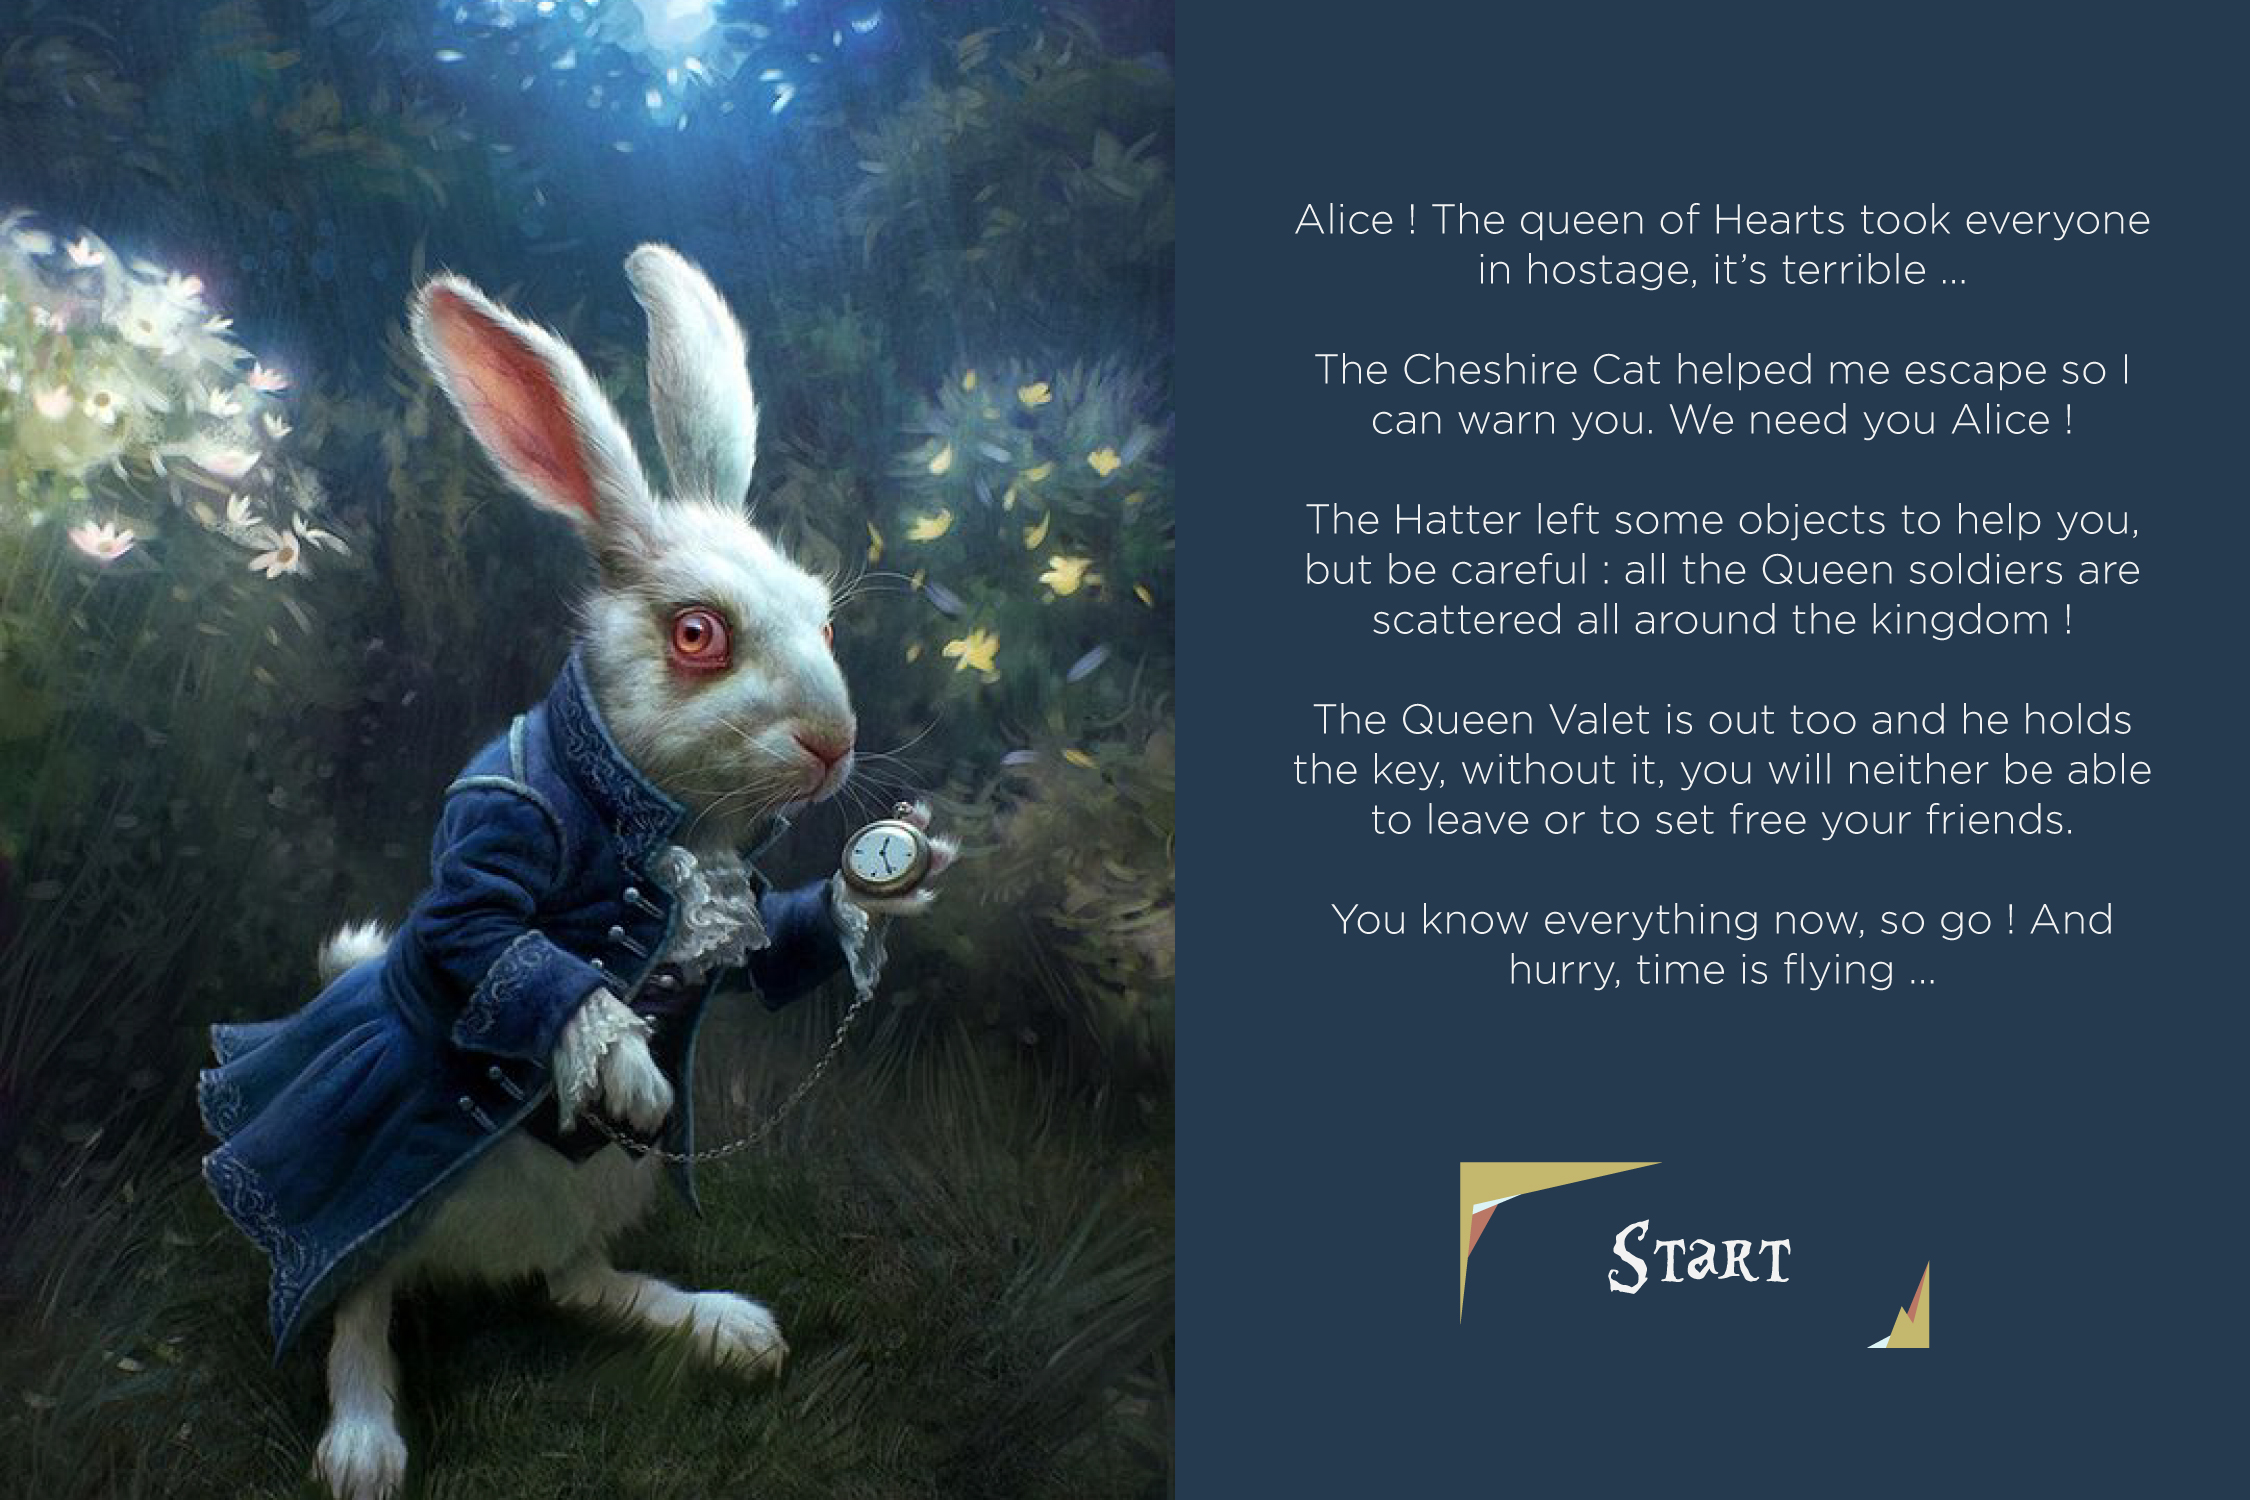 Alice ! The queen of Hearts took everyone
in hostage, it’s terrible ...
The Cheshire Cat helped me escape so I
can warn you. We need you Alice !
The Hatter left some objects to help you,
but be careful : all the Queen soldiers are
scattered all around the kingdom !
The Queen Valet is out too and he holds
the key, without it, you will neither be able
to leave or to set free your friends.
You know everything now, so go ! And
hurry, time is flying ...
Start